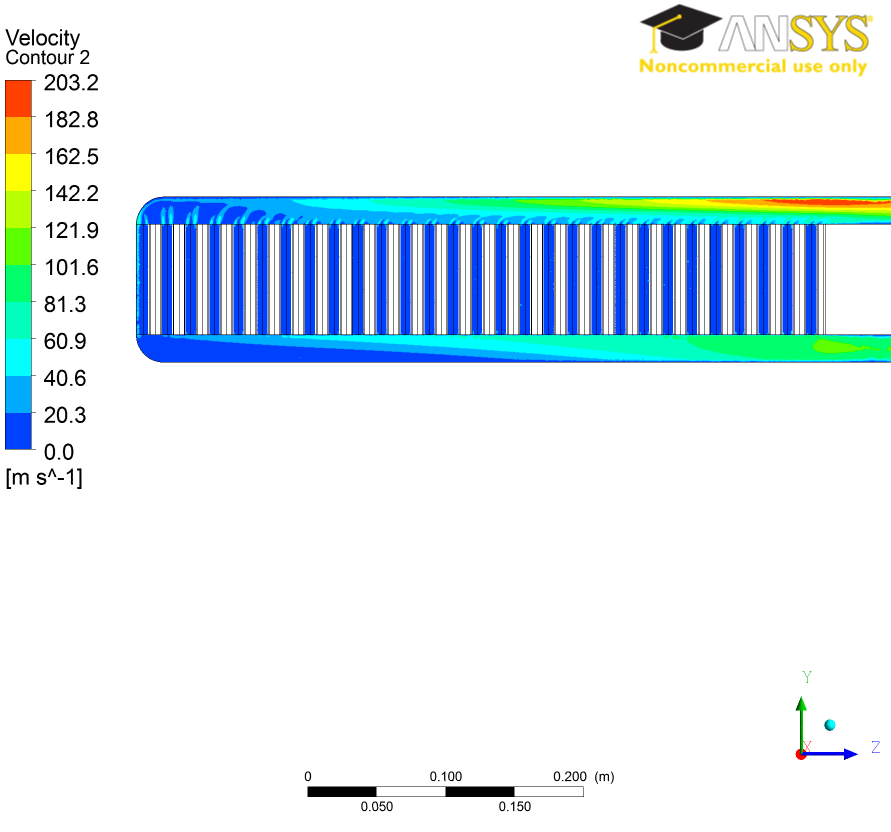 Velocity
Contour 2
203.2
182.8
162.5
142.2
121.9
101.6
81.3
60.9
40.6
20.3
0.0
[m s^-1]
ANSYS
Noncommercial use only
Y
X
Z
0 0.100 0.200 (m)
0.050 0.150